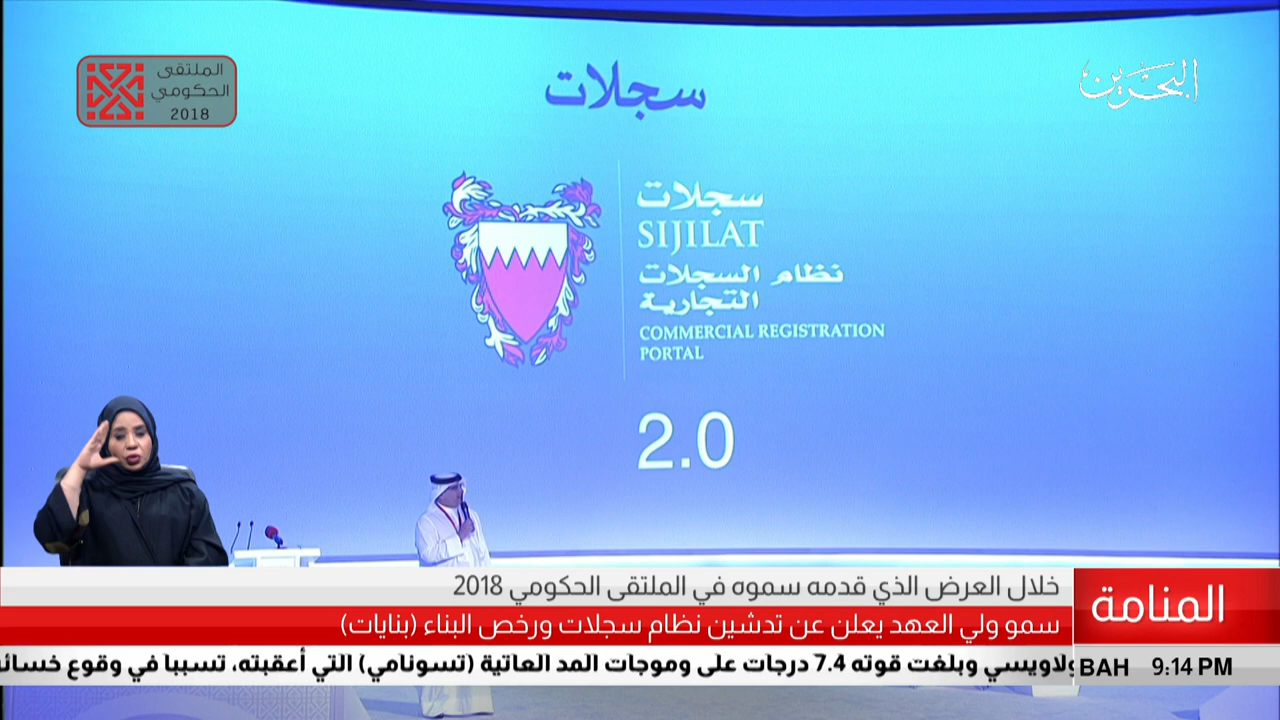 الملتقى
الحكومي
2018
البحرين
سجلات
سجلات
SIJILAT
نظام السجلات
التجارية
COMMERCIAL REGISTRATION
PORTAL
2.0
خلال العرض الذي قدمه سموه في الملتقى الحكومي 2018
المنامة
سمو ولي العهد يعلن عن تدشين نظام سجلات ورخص البناء (بنايات)
ولاويسي وبلغت قوته 7.4 درجات على وموجات المد العاتية (تسونامي) التي أعقبته، تسببا في وقوع خسائر
BAH 9:14 PM